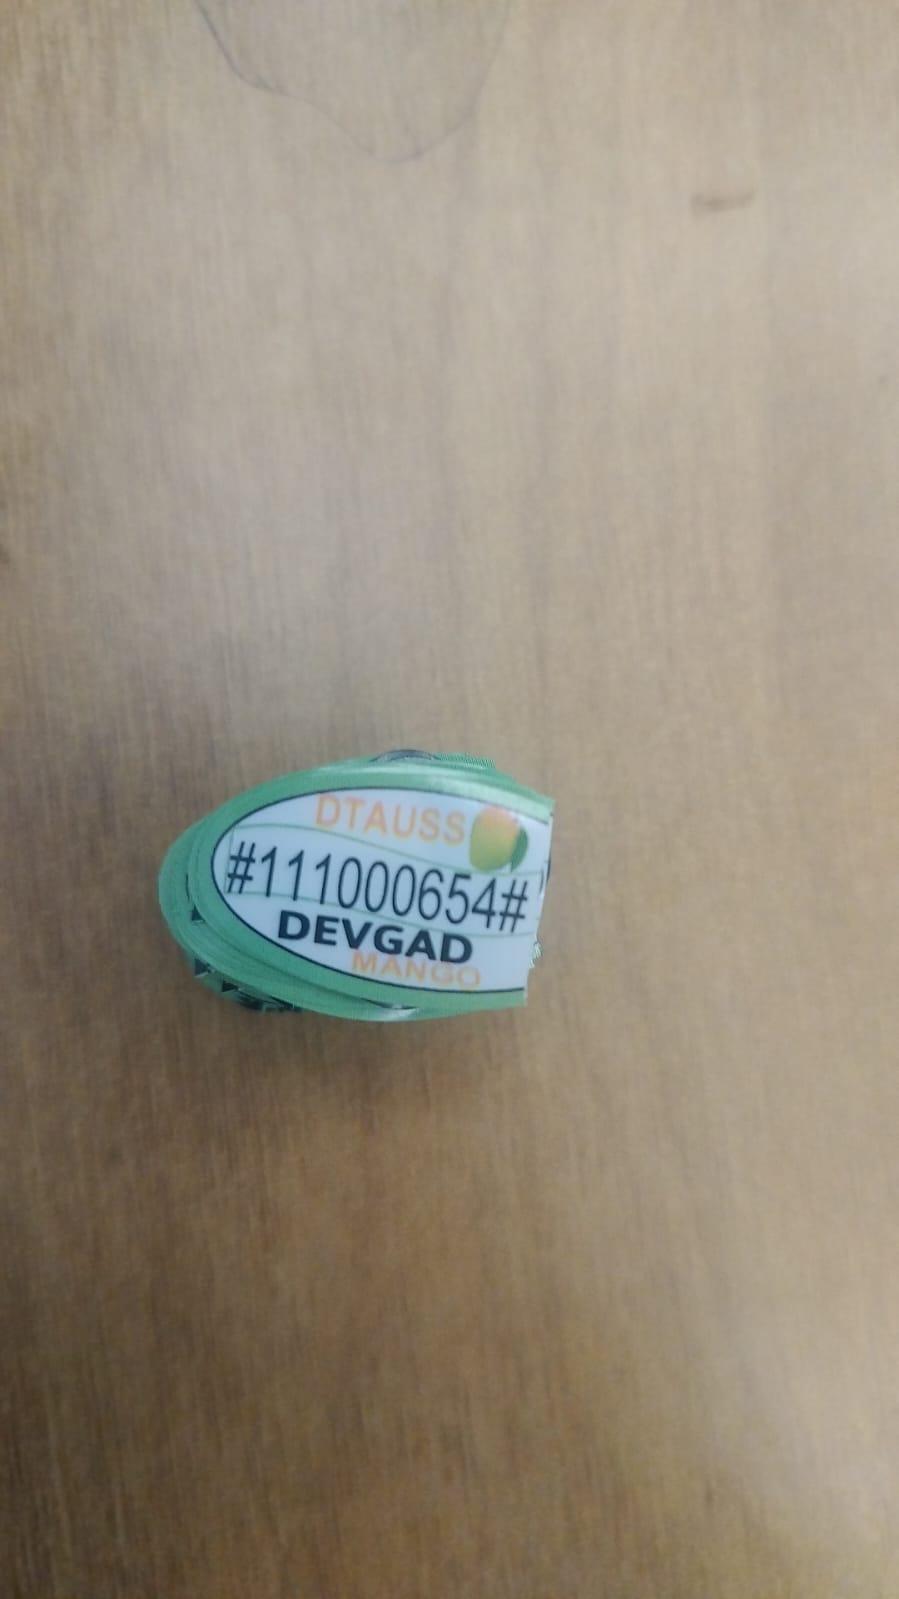 DTAUSS
#111000654#
DEVGAD
MANGO